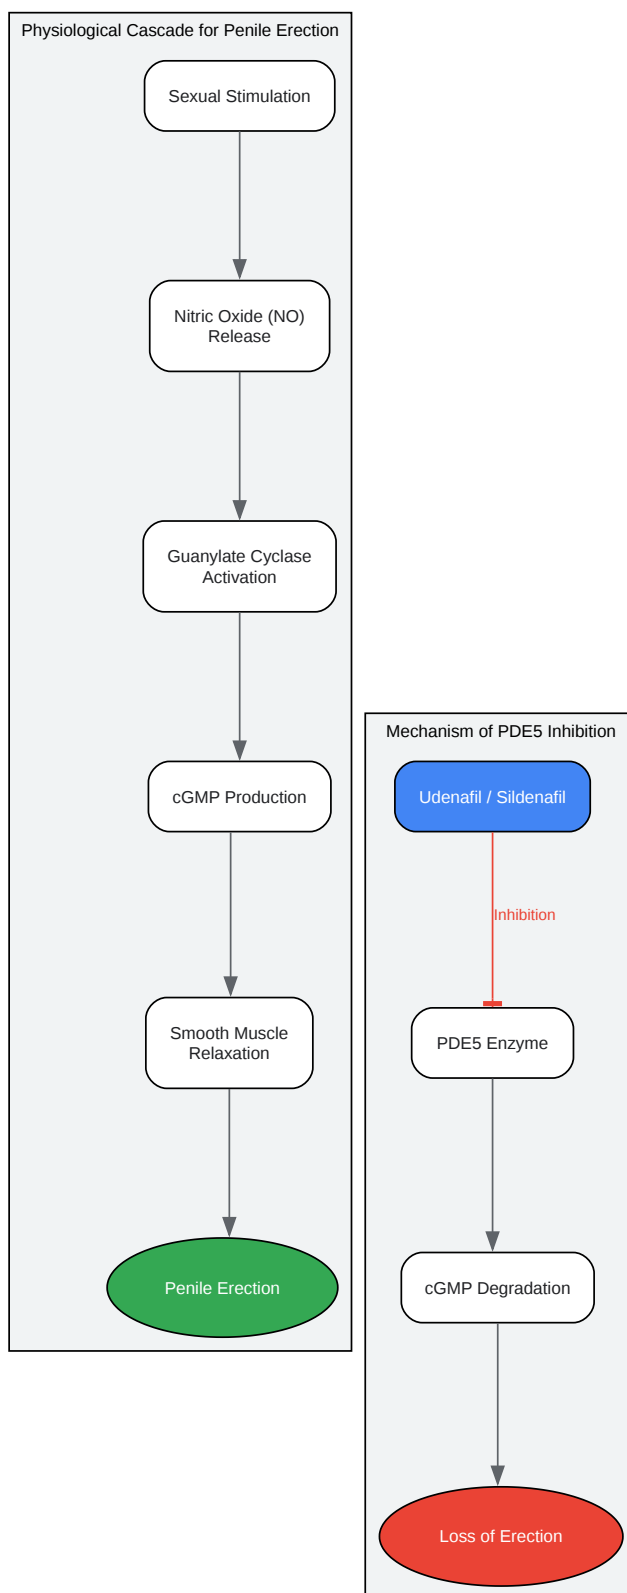 Physiological Cascade for Penile Erection
Sexual Stimulation
Nitric Oxide (NO)
Release
Guanylate Cyclase
Activation
cGMP Production
Smooth Muscle
Relaxation
Penile Erection
Mechanism of PDE5 Inhibition
Udenafil / Sildenafil
Inhibition
PDE5 Enzyme
cGMP Degradation
Loss of Erection